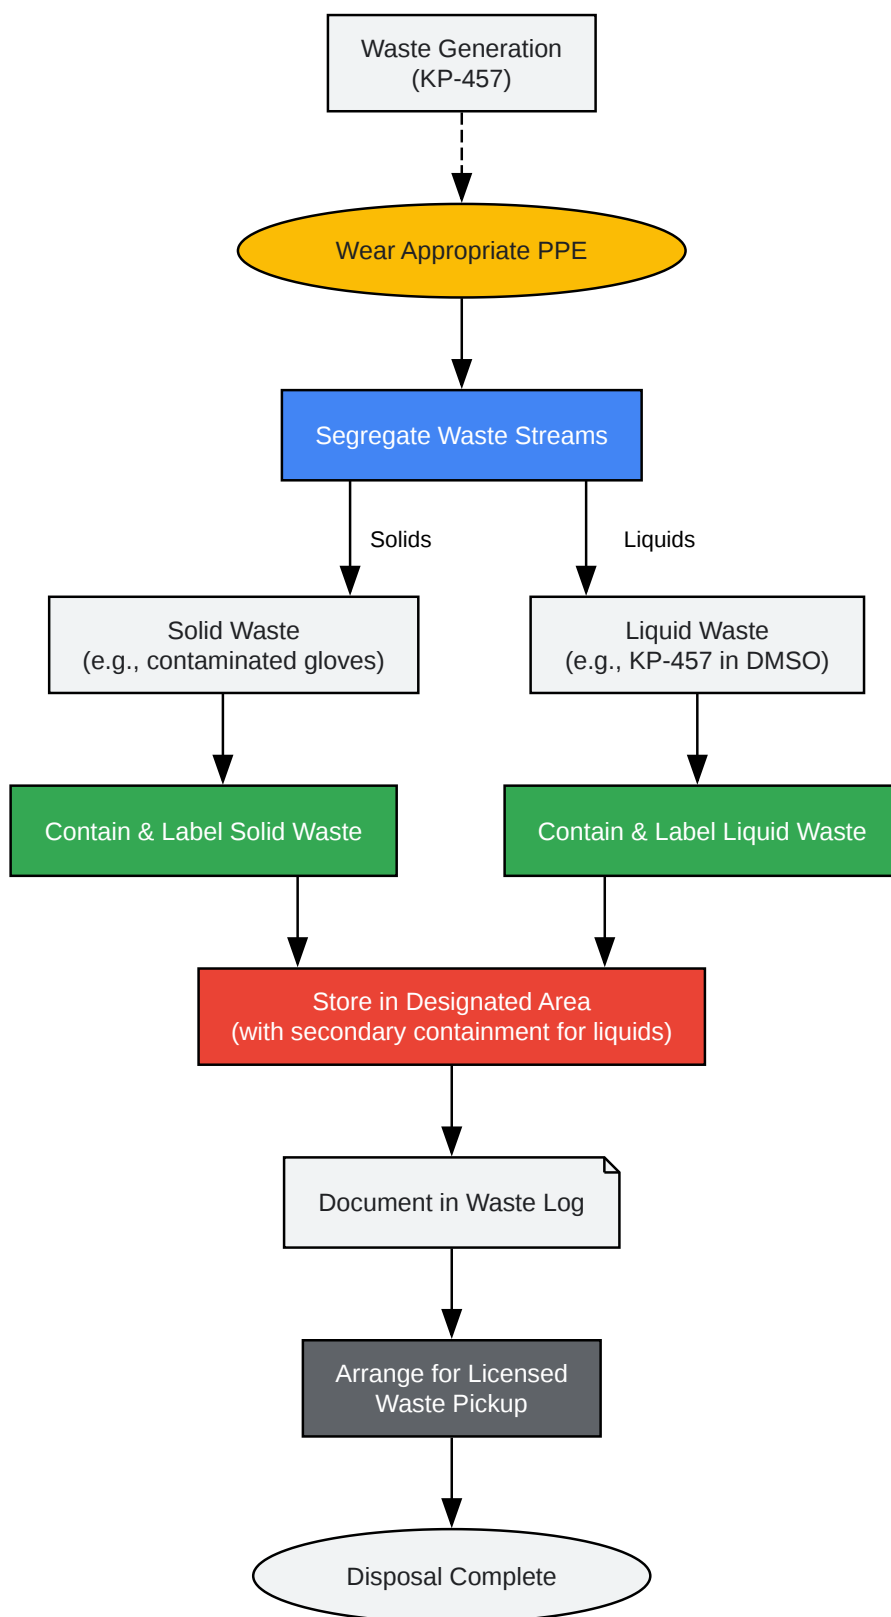 Waste Generation
(KP-457)
Wear Appropriate PPE
Segregate Waste Streams
Solids
Liquids
Solid Waste
(e.g., contaminated gloves)
Liquid Waste
(e.g., KP-457 in DMSO)
Contain & Label Solid Waste
Contain & Label Liquid Waste
Store in Designated Area
(with secondary containment for liquids)
Document in Waste Log
Arrange for Licensed
Waste Pickup
Disposal Complete